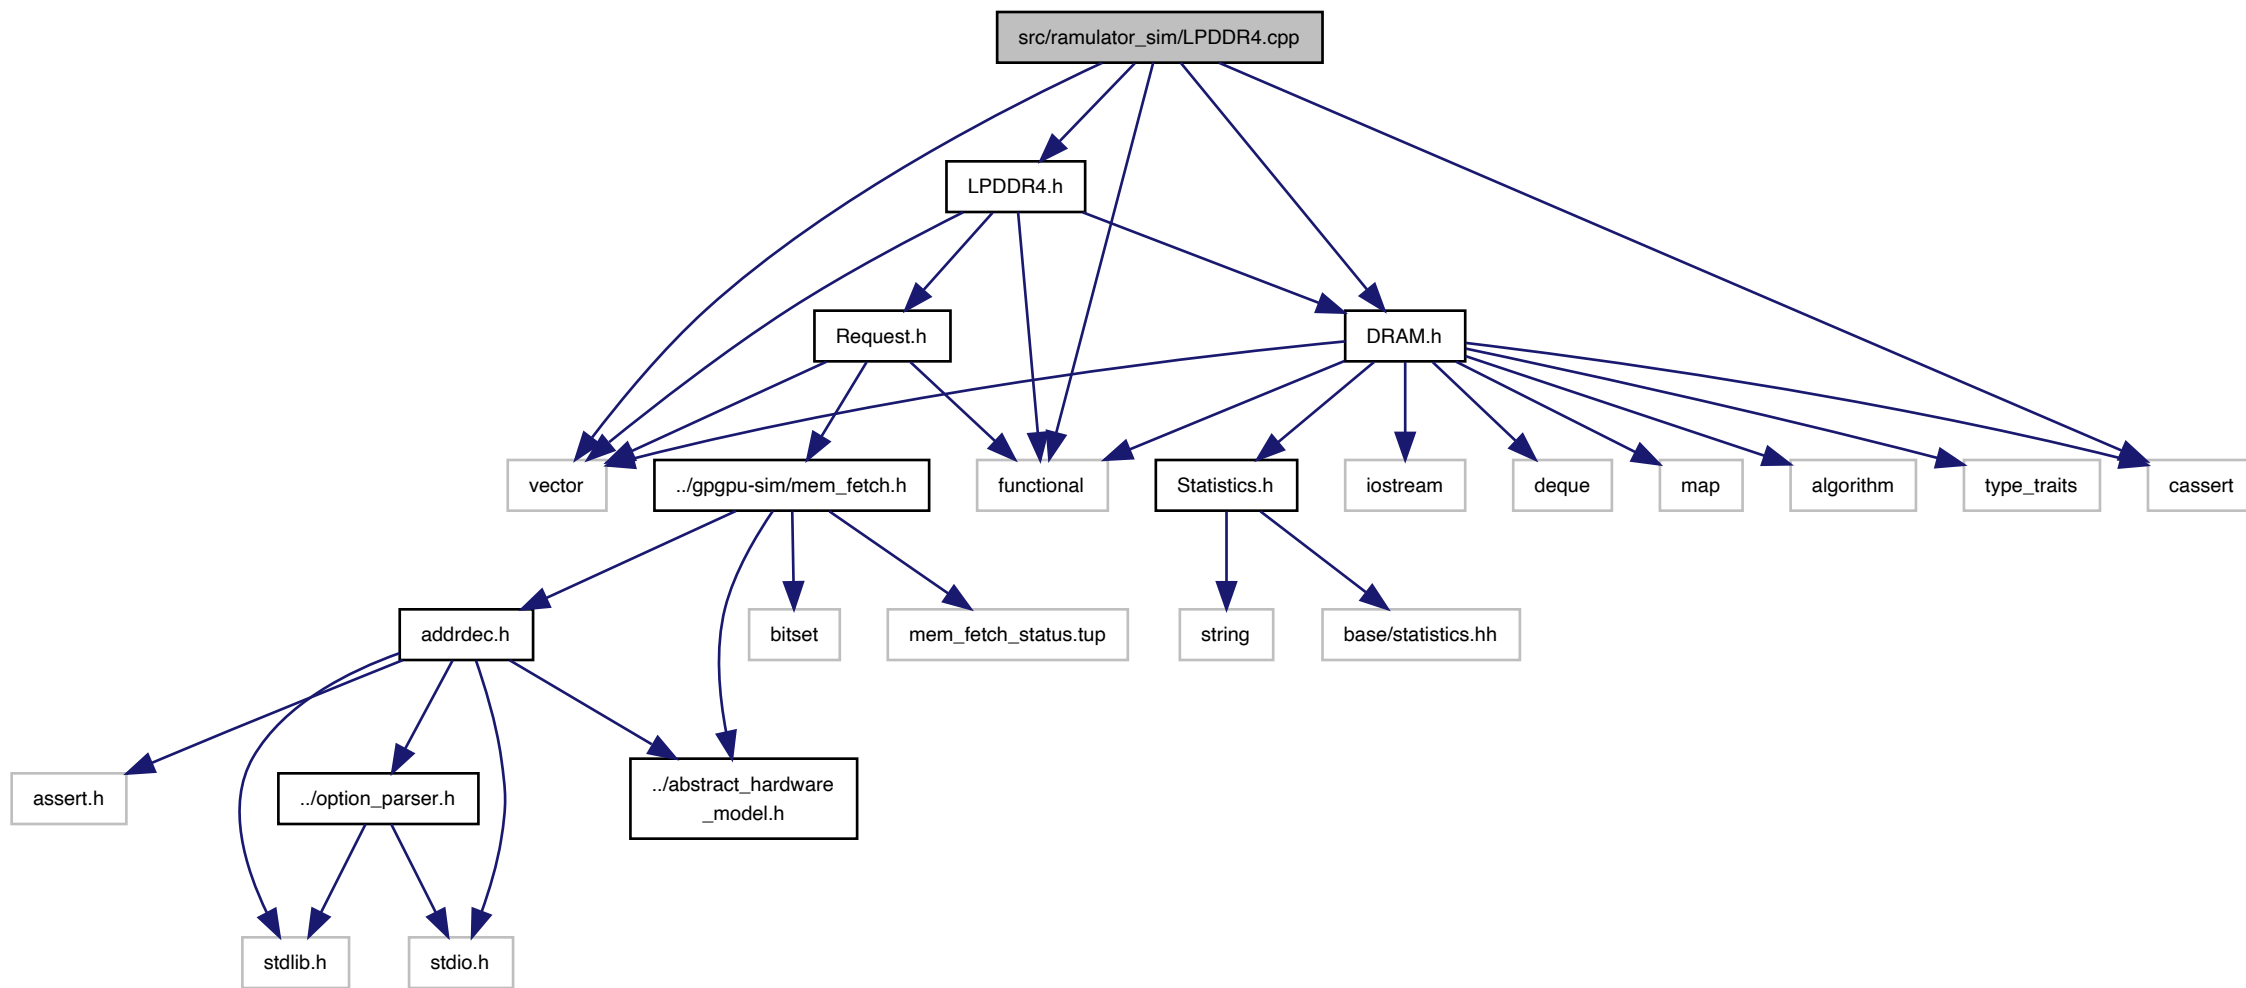 src/ramulator_sim/LPDDR4.cpp
LPDDR4.h
Request.h
DRAM.h
vector
../gpgpu-sim/mem_fetch.h
functional
Statistics.h
iostream
deque
map
algorithm
type_traits
cassert
addrdec.h
bitset
mem_fetch_status.tup
string
base/statistics.hh
assert.h
../option_parser.h
../abstract_hardware
_model.h
stdlib.h
stdio.h